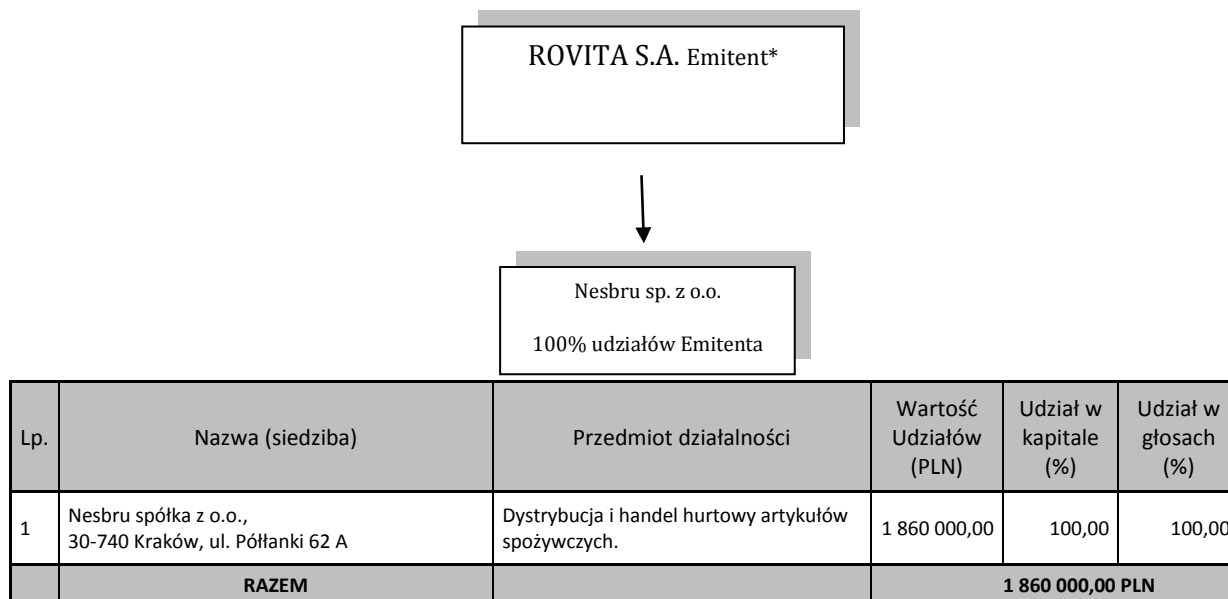 ROVITA S.A. Emitent*
Nesbru sp. z o.o.
100% udziałów Emitenta
Lp.
Nazwa (siedziba)
Przedmiot działalności
Wartość
Udziałów
(PLN)
Udział w
kapitale
(%)
Udział w
głosach
(%)
1
Nesbru spółka z o.o.,
30-740 Kraków, ul. Półłanki 62 A
Dystrybucja i handel hurtowy artykułów
spożywczych.
1 860 000,00
100,00
100,00
RAZEM
1 860 000,00 PLN